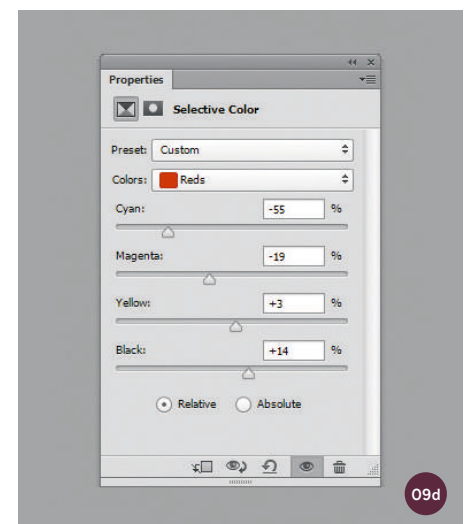 Properties
Selective Color
Preset: Custom
Colors: Reds
Cyan: -55 %
Magenta: -19 %
Yellow: +3 %
Black: +14 %
Relative Absolute
09d